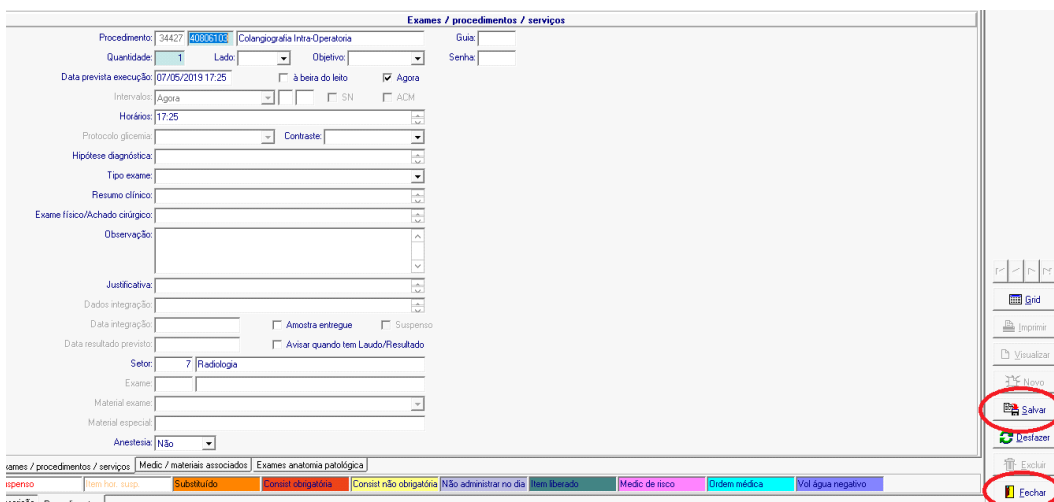 Exames / procedimentos / serviços
Procedimento: 34427 40806103 Colangiografia Intra-Operatoria Guia:
Quantidade: 1 Lado: Objetivo: Senha:
Data prevista execução: 07/05/2019 17:25 à beira do leito Agora
Intervalos: Agora SN ACM
Horários: 17:25
Protocolo glicemia: Contraste:
Hipótese diagnóstica:
Tipo exame:
Resumo clínico:
Exame físico/Achado cirúrgico:
Observação:
Justificativa:
Dados integração:
Data integração: Amostra entregue Suspenso
Data resultado previsto: Avisar quando tem Laudo/Resultado
Setor: 7 Radiologia
Exame:
Material exame:
Material especial:
Anestesia: Não
Grid
Imprimir
Visualizar
Novo
Salvar
Desfazer
Excluir
Fechar
xames / procedimentos / serviços Medic / materiais associados Exames anatomia patológica
uspenso Item hor. susp. Substituído Consist obrigatória Consist não obrigatória Não administrar no dia Item liberado Medic de risco Ordem médica Vol água negativo